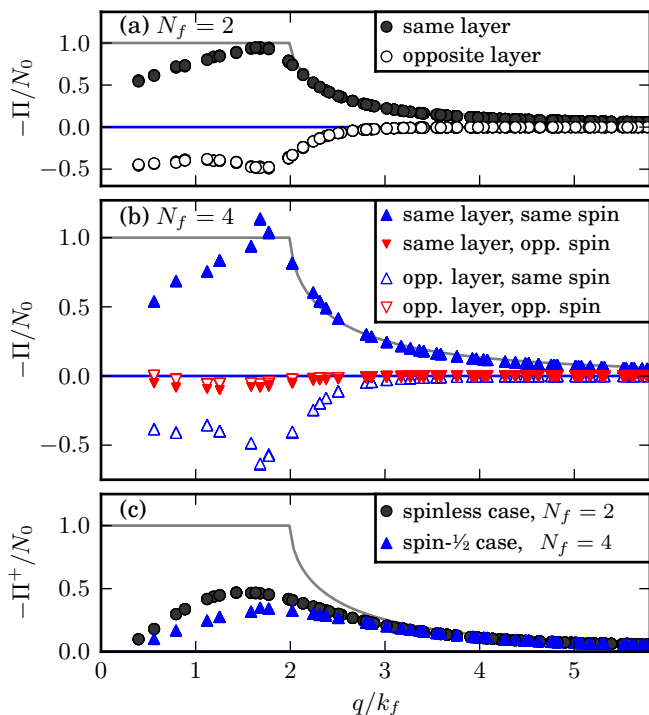 (a) N_f = 2
same layer
opposite layer
1.0
0.5
0.0
−0.5
−Π/N_0
(b) N_f = 4
same layer, same spin
same layer, opp. spin
opp. layer, same spin
opp. layer, opp. spin
1.0
0.5
0.0
−0.5
−Π/N_0
(c)
spinless case, N_f = 2
spin-½ case, N_f = 4
1.0
0.5
0.0
−Π^+/N_0
0 1 2 3 4 5
q/k_f